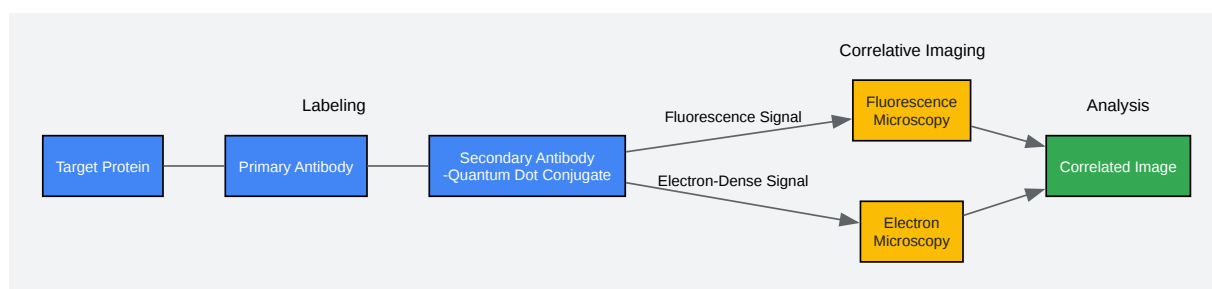 Labeling
Target Protein
Primary Antibody
Secondary Antibody
-Quantum Dot Conjugate
Fluorescence Signal
Electron-Dense Signal
Correlative Imaging
Fluorescence
Microscopy
Electron
Microscopy
Analysis
Correlated Image